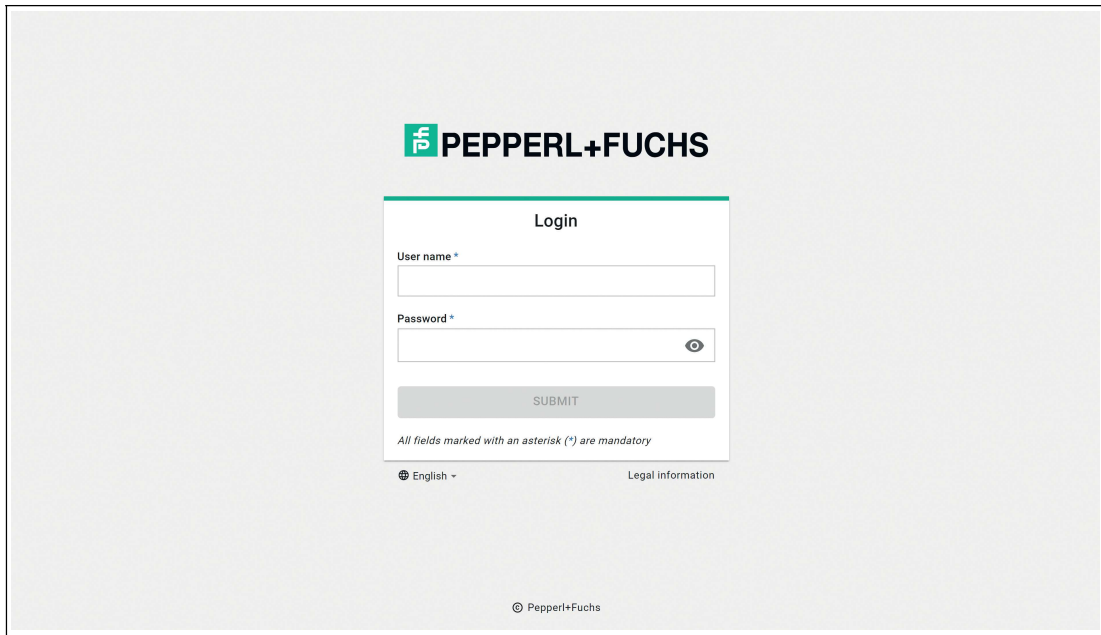 PEPPERL+FUCHS
Login
User name *
Password *
SUBMIT
All fields marked with an asterisk (*) are mandatory
English
Legal information
© Pepperl+Fuchs